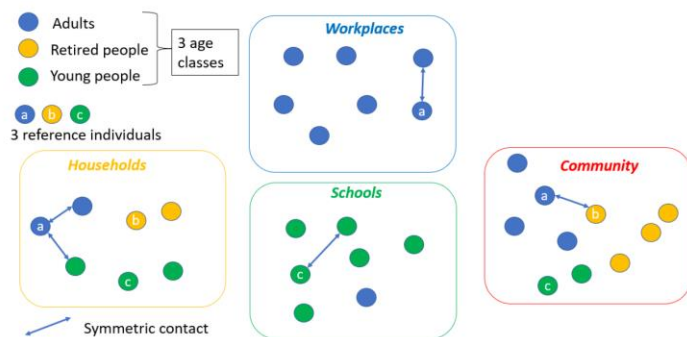 Adults
Retired people
Young people
3 age
classes
a b c
3 reference individuals
Workplaces
a
Households
a
b
c
Schools
c
Community
a
b
c
Symmetric contact